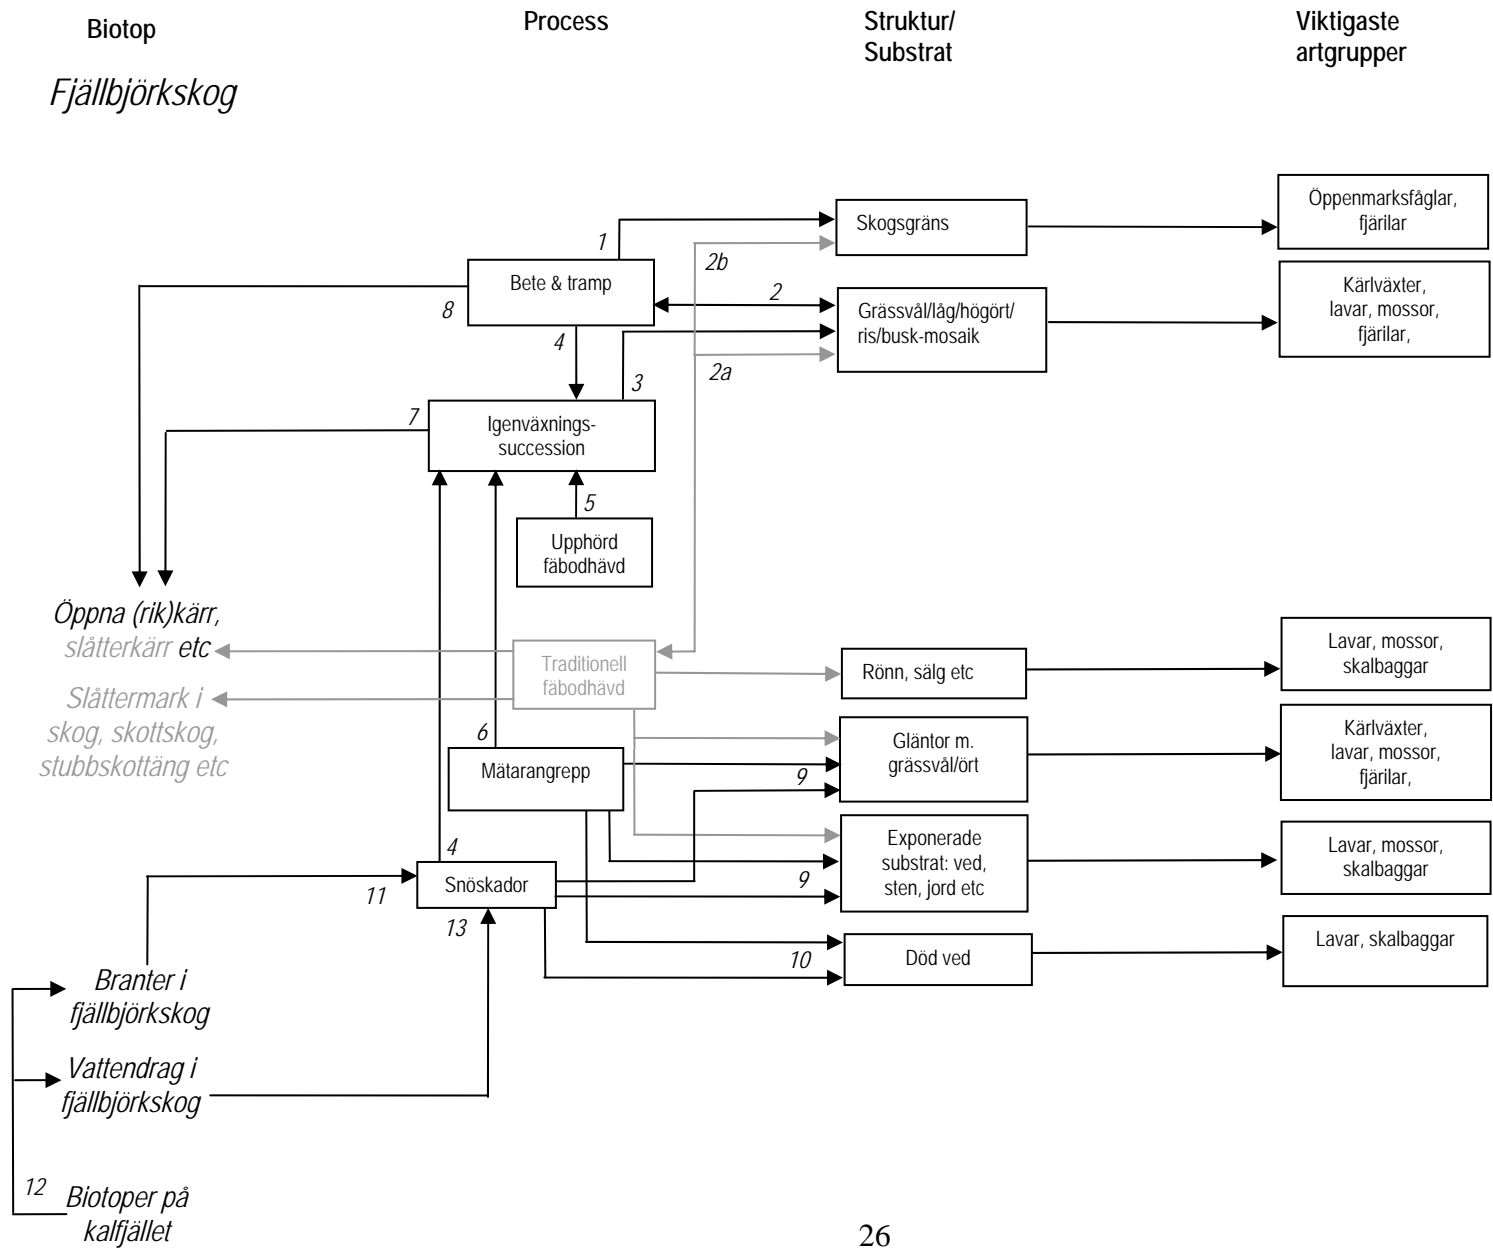 Biotop
Process
Struktur/
Substrat
Viktigaste
artgrupper
Fjällbjörkskog
Öppenmarksfåglar,
fjärilar
Skogsgräns
1
2b
Bete & tramp
8
2
4
Grässvål/låg/högört/
ris/busk-mosaik
Kärlväxter,
lavar, mossor,
fjärilar,
3
2a
7
Igenväxnings-
succession
5
Upphörd
fäbodhävd
Öppna (rik)kärr,
slåtterkärr etc
Slåttermark i
skog, skottskog,
stubbskottäng etc
Traditionell
fäbodhävd
Rönn, sälg etc
Lavar, mossor,
skalbaggar
6
Mätarangrepp
9
Gläntor m.
grässvål/ört
Kärlväxter,
lavar, mossor,
fjärilar,
4
11
Snöskador
13
9
Exponerade
substrat: ved,
sten, jord etc
Lavar, mossor,
skalbaggar
10
Död ved
Lavar, skalbaggar
Branter i
fjällbjörkskog
Vattendrag i
fjällbjörkskog
12
Biotoper på
kalfjället
26